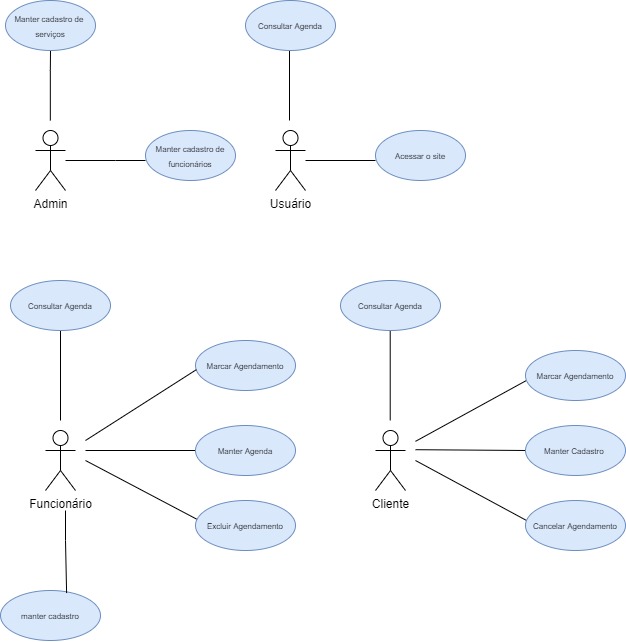 Manter cadastro de
serviços
Consultar Agenda
Manter cadastro de
funcionários
Acessar o site
Admin
Usuário
Consultar Agenda
Consultar Agenda
Marcar Agendamento
Marcar Agendamento
Manter Agenda
Manter Cadastro
Funcionário
Cliente
Excluir Agendamento
Cancelar Agendamento
manter cadastro